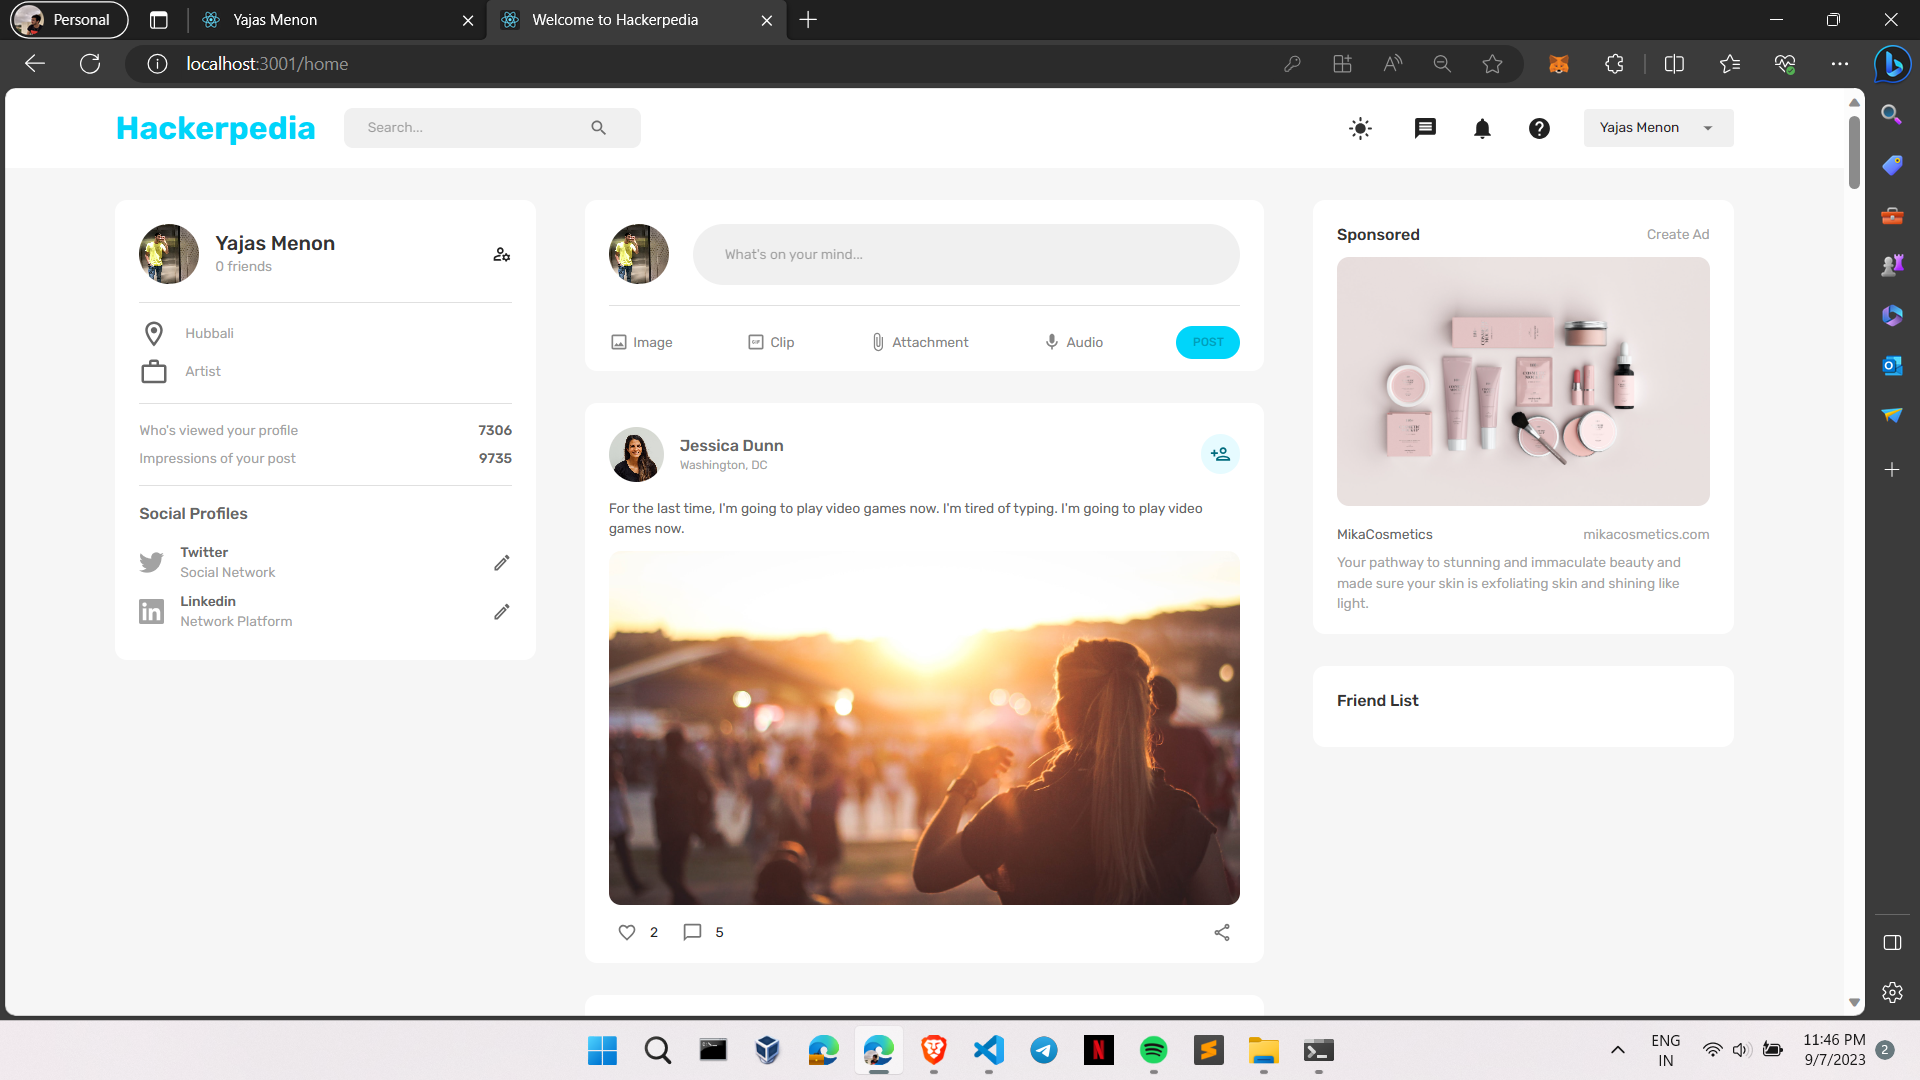 Personal
Yajas Menon
Welcome to Hackerpedia
localhost:3001/home
Hackerpedia
Search...
Yajas Menon
Yajas Menon
0 friends
Hubbali
Artist
Who's viewed your profile 7306
Impressions of your post 9735
Social Profiles
Twitter
Social Network
Linkedin
Network Platform
What's on your mind...
Image Clip Attachment Audio POST
Jessica Dunn
Washington, DC
For the last time, I'm going to play video games now. I'm tired of typing. I'm going to play video
games now.
2 5
Sponsored Create Ad
MikaCosmetics mikacosmetics.com
Your pathway to stunning and immaculate beauty and
made sure your skin is exfoliating skin and shining like
light.
Friend List
ENG
IN
11:46 PM
9/7/2023
2